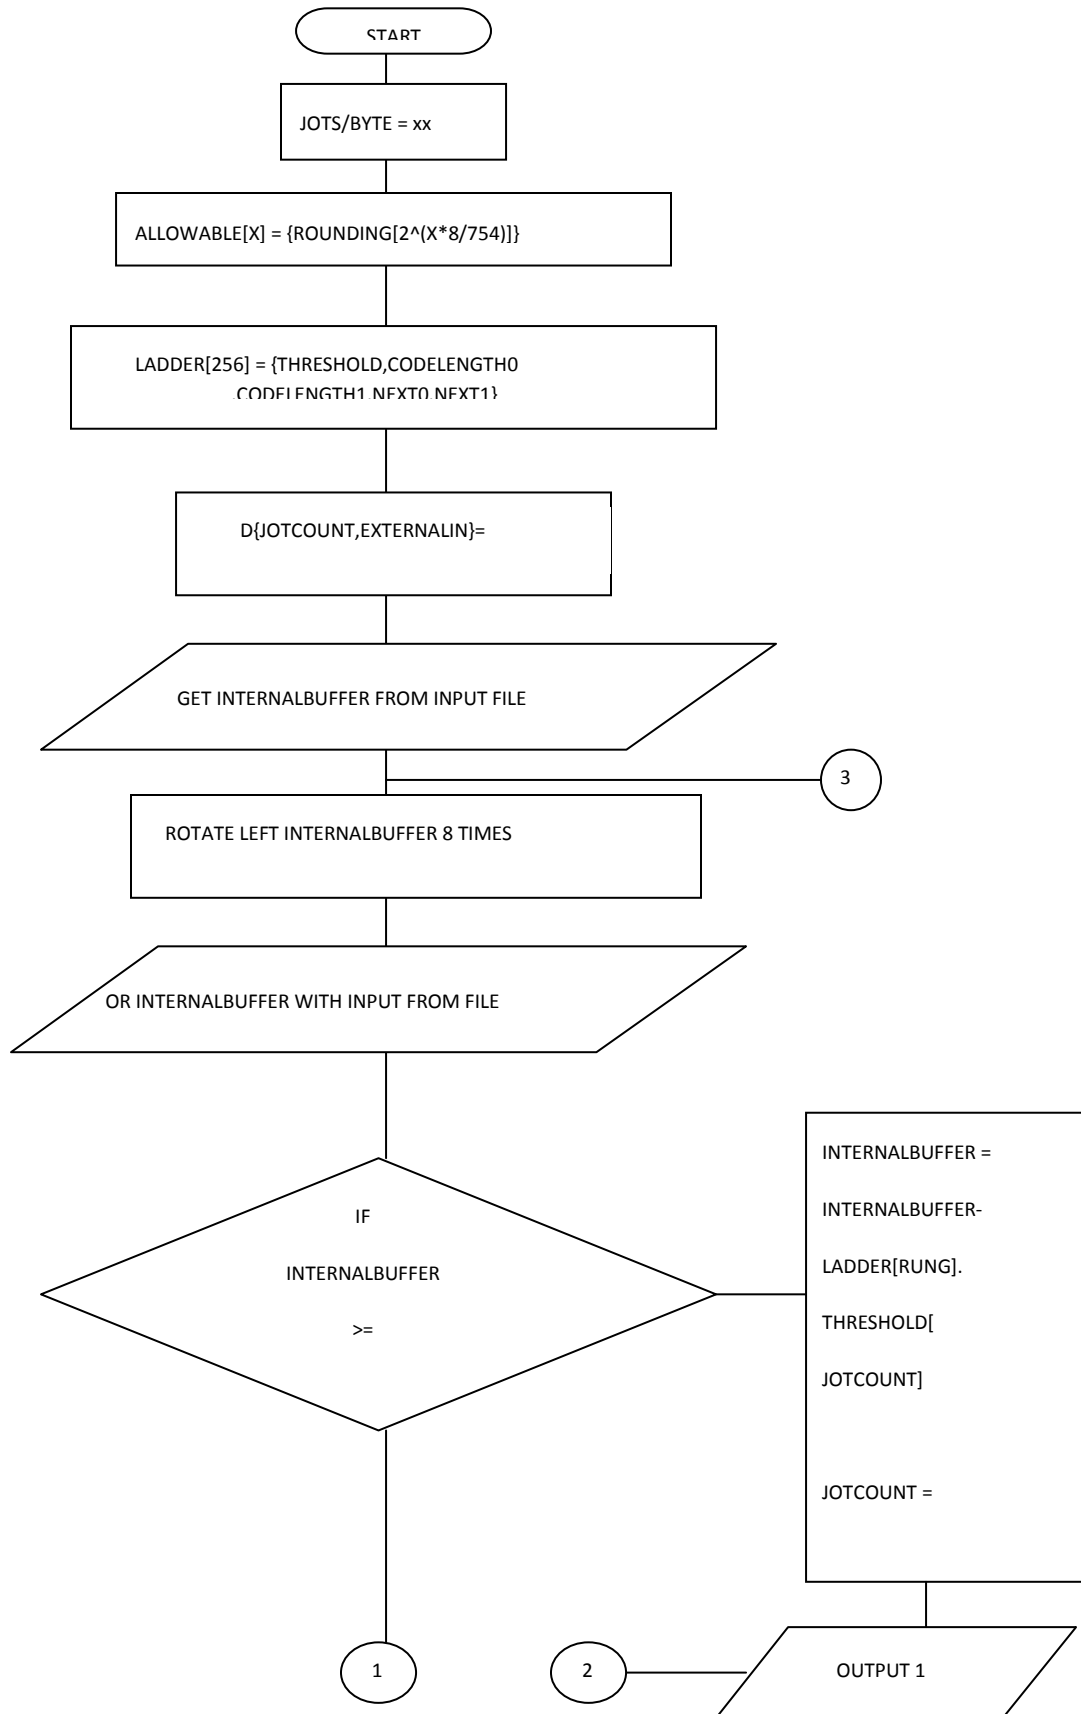 START
JOTS/BYTE = xx
ALLOWABLE[X] = {ROUNDING[2^(X*8/754)]}
LADDER[256] = {THRESHOLD,CODELENGTH0
,CODELENGTH1,NEXT0,NEXT1}
D{JOTCOUNT,EXTERNALIN}=
GET INTERNALBUFFER FROM INPUT FILE
3
ROTATE LEFT INTERNALBUFFER 8 TIMES
OR INTERNALBUFFER WITH INPUT FROM FILE
IF
INTERNALBUFFER
>=
INTERNALBUFFER =
INTERNALBUFFER-
LADDER[RUNG].
THRESHOLD[
JOTCOUNT]
JOTCOUNT =
1
2
OUTPUT 1